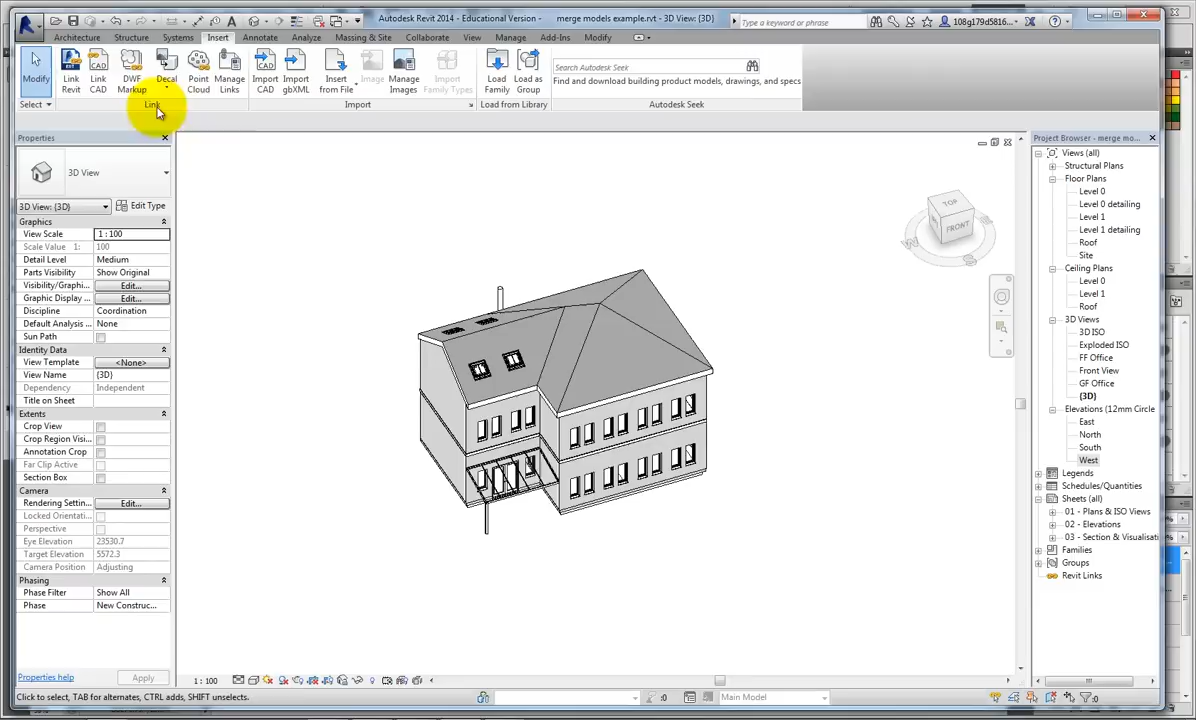 Autodesk Revit 2014 - Educational Version - merge models example.rvt - 3D View: {3D}
Type a keyword or phrase
108g179d5816...
Architecture Structure Systems Insert Annotate Analyze Massing & Site Collaborate View Manage Add-Ins Modify
Modify
Link Revit
Link CAD
DWF Markup
Decal
Point Cloud
Manage Links
Import CAD
Import gbXML
Insert from File
Image
Manage Images
Import Family Types
Load Family
Load as Group
Autodesk Seek
Find and download building product models, drawings, and specs
Select
Link
Import
Load from Library
Autodesk Seek
Properties
3D View
3D View: {3D}
Edit Type
Graphics
View Scale 1 : 100
Scale Value 1: 100
Detail Level Medium
Parts Visibility Show Original
Visibility/Graphi... Edit...
Graphic Display ... Edit...
Discipline Coordination
Default Analysis ... None
Sun Path
Identity Data
View Template <None>
View Name {3D}
Dependency Independent
Title on Sheet
Extents
Crop View
Crop Region Visi...
Annotation Crop
Far Clip Active
Section Box
Camera
Rendering Settin... Edit...
Locked Orientati...
Perspective
Eye Elevation 23530.7
Target Elevation 5572.3
Camera Position Adjusting
Phasing
Phase Filter Show All
Phase New Construc...
Properties help
Apply
TOP
FRONT
W
S
Project Browser - merge mo...
Views (all)
Structural Plans
Floor Plans
Level 0
Level 0 detailing
Level 1
Level 1 detailing
Roof
Site
Ceiling Plans
Level 0
Level 1
Roof
3D Views
3D ISO
Exploded ISO
FF Office
Front View
GF Office
{3D}
Elevations (12mm Circle
East
North
South
West
Legends
Schedules/Quantities
Sheets (all)
01 - Plans & ISO Views
02 - Elevations
03 - Section & Visualisati
Families
Groups
Revit Links
1 : 100
Click to select, TAB for alternates, CTRL adds, SHIFT unselects.
:0
Main Model
:0